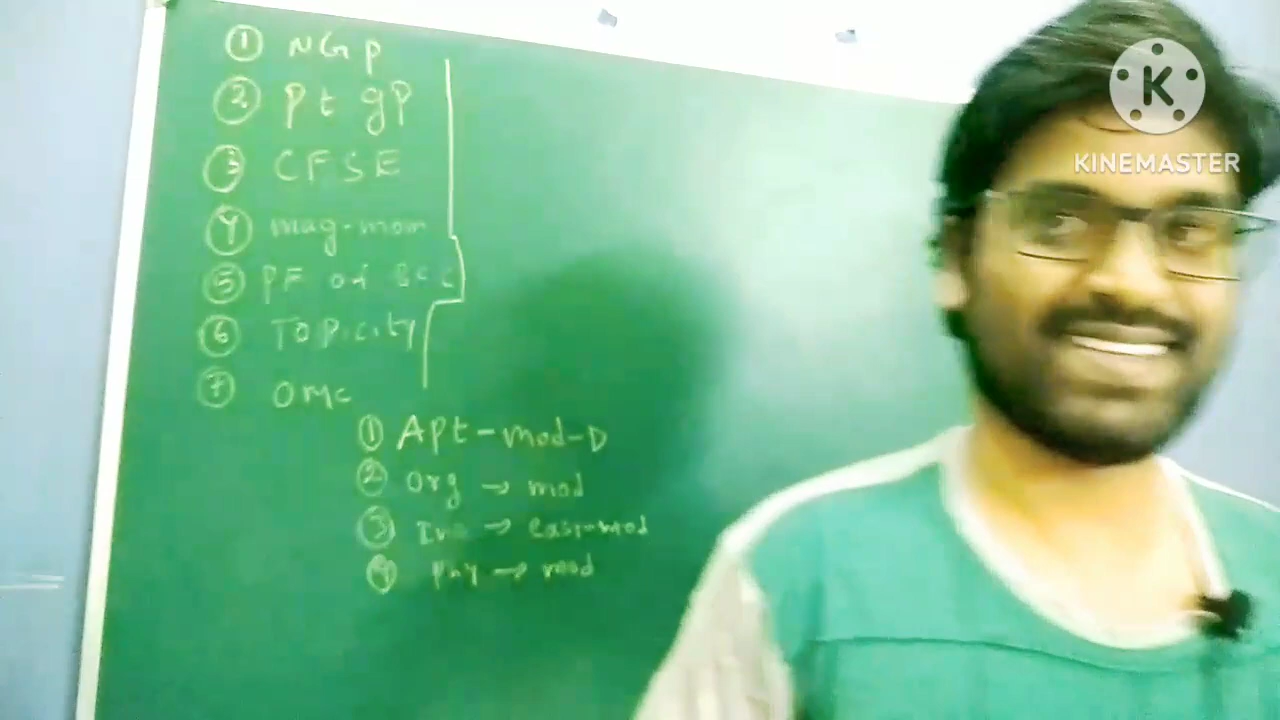 ① NGP
② Pt gp
③ CFSE
④ mag-mom
⑤ PF of
⑥ Topicity
⑦ OMC
① Apt-mod-D
② Org → mod
③ → easy-mod
④ Phy → mod
K
KINEMASTER